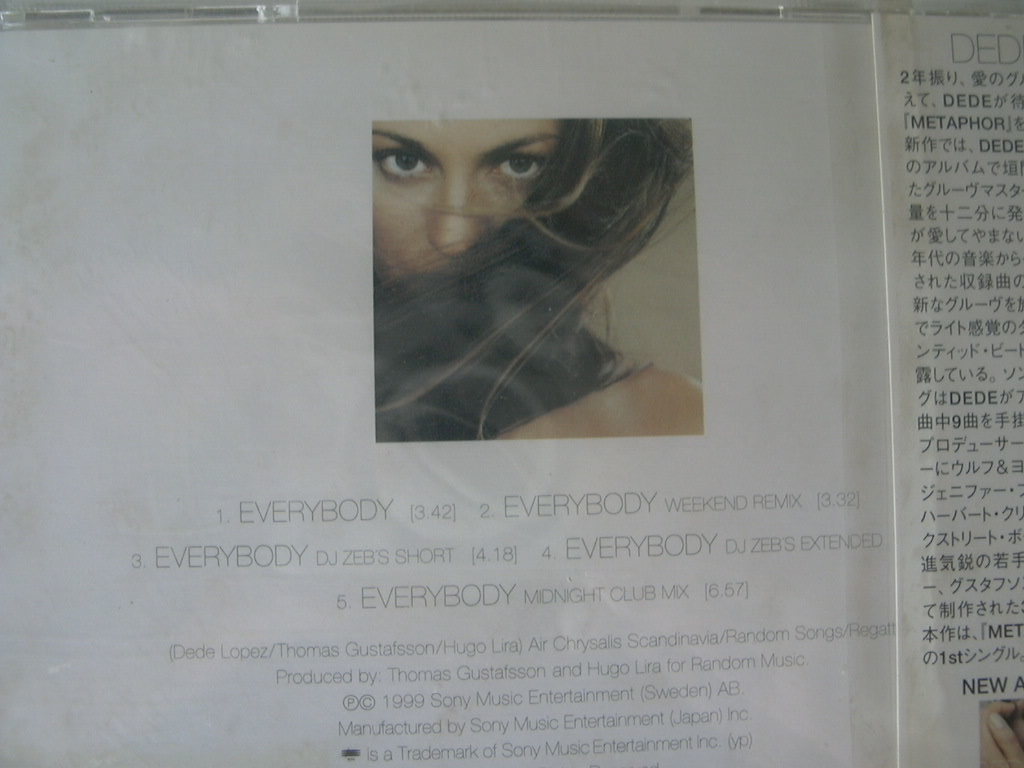 1. EVERYBODY [3.42] 2. EVERYBODY WEEKEND REMIX [3.32]
3. EVERYBODY DJ ZEB'S SHORT [4.18] 4. EVERYBODY DJ ZEB'S EXTENDED
5. EVERYBODY MIDNIGHT CLUB MIX [6:57]
(Dede Lopez/Thomas Gustafsson/Hugo Lira) Air Chrysalis Scandinavia/Random Songs/Regatt
Produced by: Thomas Gustafsson and Hugo Lira for Random Music.
Ⓟ© 1999 Sony Music Entertainment (Sweden) AB.
Manufactured by Sony Music Entertainment (Japan) Inc.
is a Trademark of Sony Music Entertainment Inc. (yp)
DED
2年振り、愛のグル
えて、DEDEが待
『METAPHOR』を
新作では、DEDE
のアルバムで垣間
たグルーヴマスター
量を十二分に発
が愛してやまない
年代の音楽から
された収録曲の
新なグルーヴを放
でライト感覚のグ
ンティッド・ビート
露している。ソン
グはDEDEがア
曲中9曲を手掛
プロデューサー
ーにウルフ&ヨ
ジェニファー・
ハーバート・クリ
クストリート・ボ
進気鋭の若手
ー、グスタフソン
て制作された
本作は、『MET
の1stシングル。
NEW A